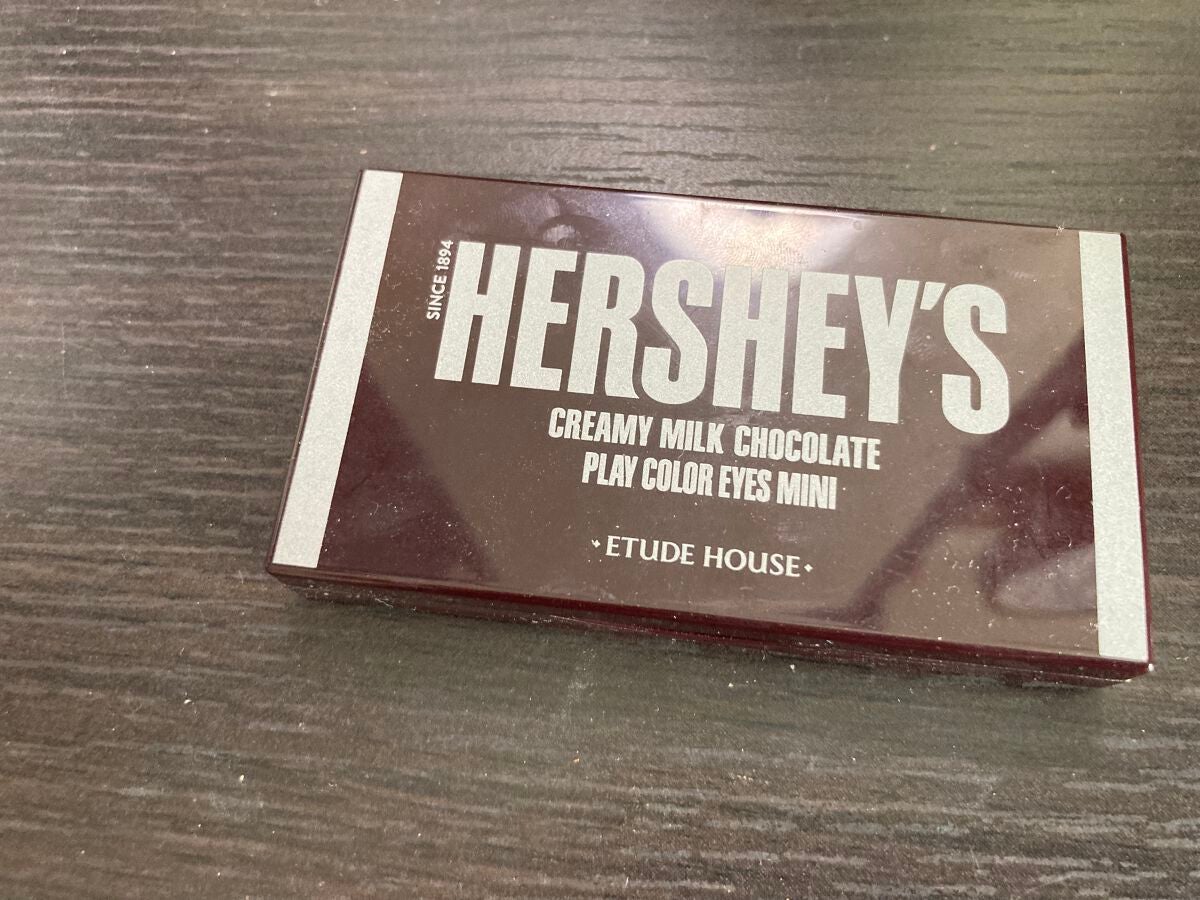 SINCE 1894
HERSHEY'S
CREAMY MILK CHOCOLATE
PLAY COLOR EYES MINI
ETUDE HOUSE